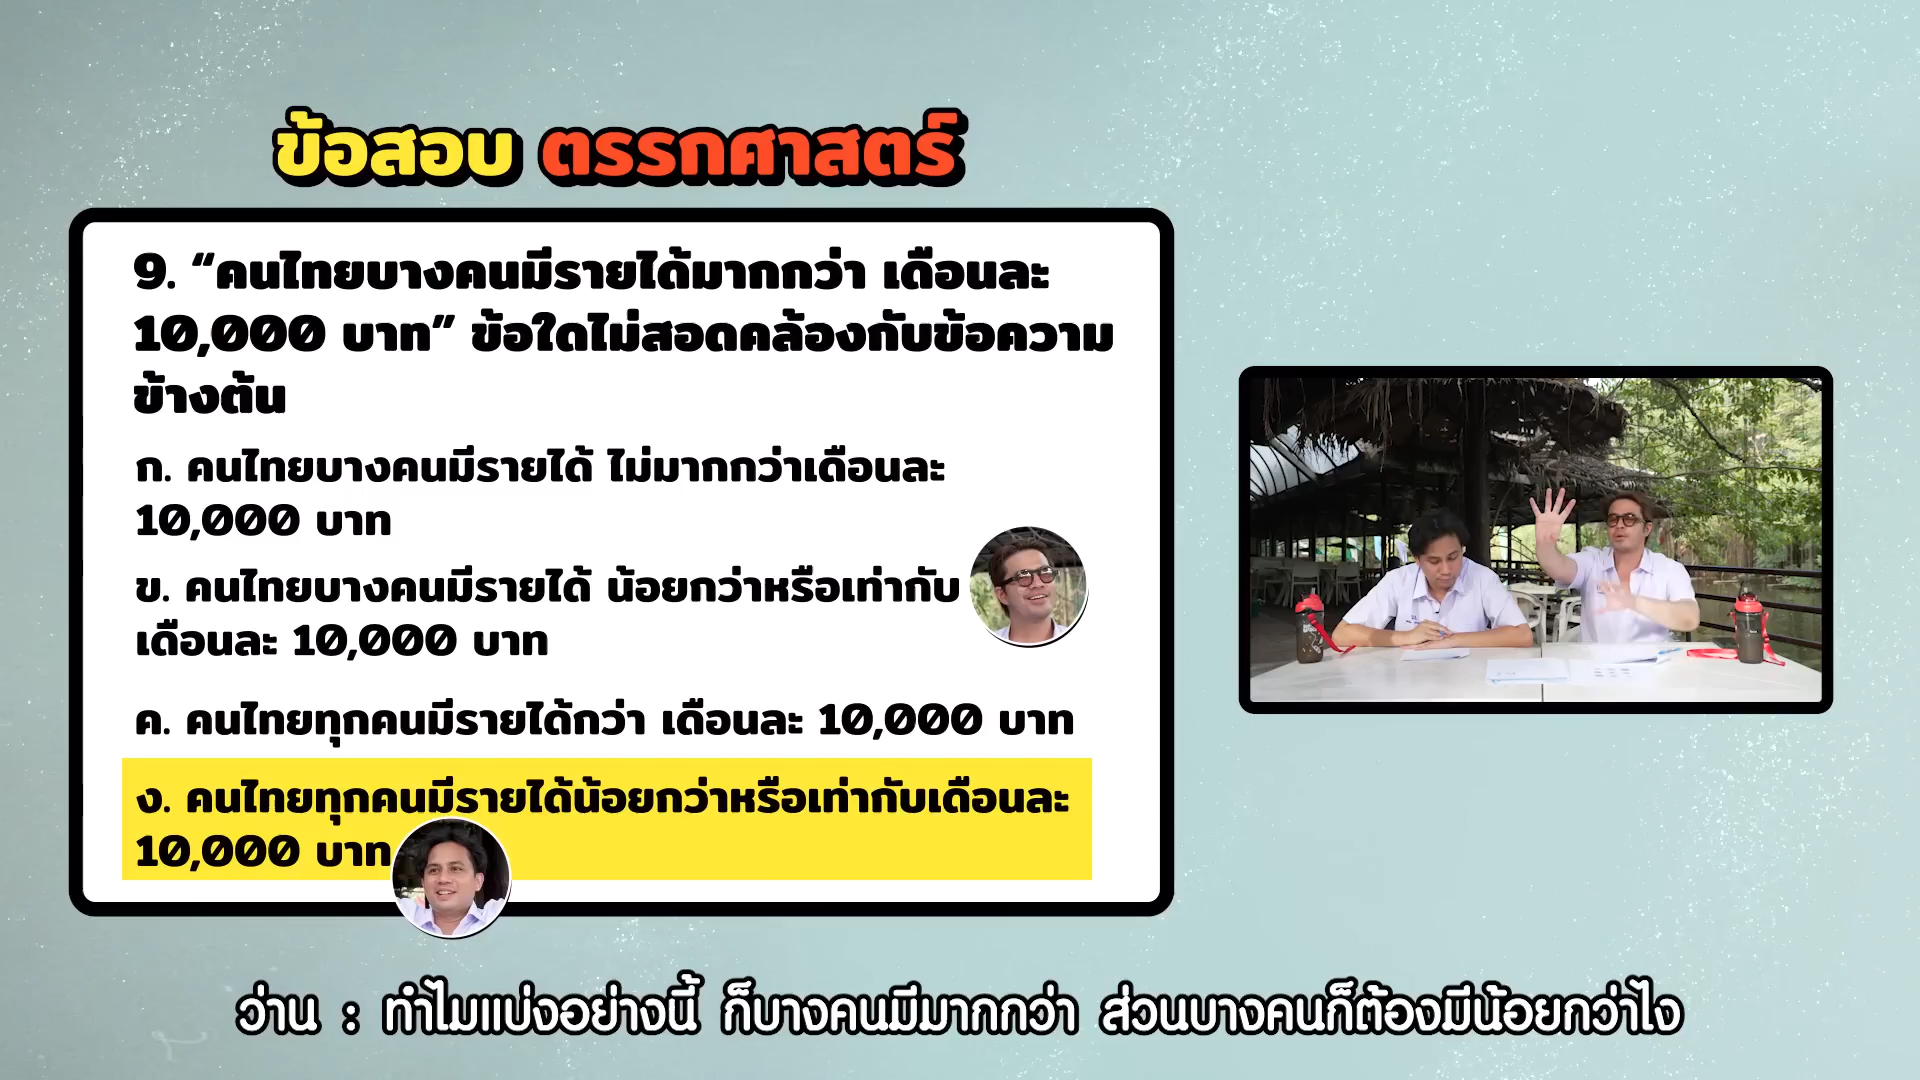 ข้อสอบ ตรรกศาสตร์
9. “คนไทยบางคนมีรายได้มากกว่า เดือนละ
10,000 บาท” ข้อใดไม่สอดคล้องกับข้อความ
ข้างต้น
ก. คนไทยบางคนมีรายได้ ไม่มากกว่าเดือนละ
10,000 บาท
ข. คนไทยบางคนมีรายได้ น้อยกว่าหรือเท่ากับ
เดือนละ 10,000 บาท
ค. คนไทยทุกคนมีรายได้กว่า เดือนละ 10,000 บาท
ง. คนไทยทุกคนมีรายได้น้อยกว่าหรือเท่ากับเดือนละ
10,000 บาท
ว่าน : ทำไมแบ่งอย่างนี้ ก็บางคนมีมากกว่า ส่วนบางคนก็ต้องมีน้อยกว่าไง